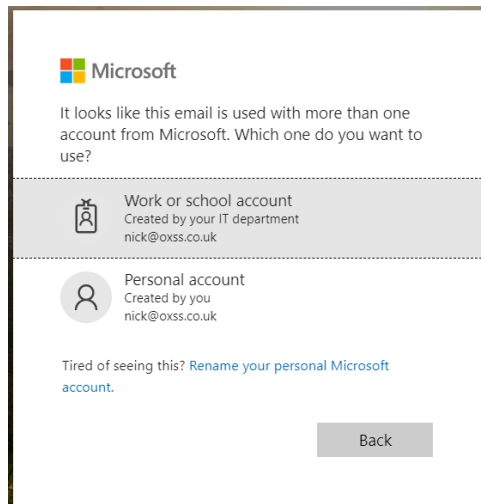 Microsoft
It looks like this email is used with more than one
account from Microsoft. Which one do you want to
use?
Work or school account
Created by your IT department
nick@oxss.co.uk
Personal account
Created by you
nick@oxss.co.uk
Tired of seeing this? Rename your personal Microsoft
account.
Back